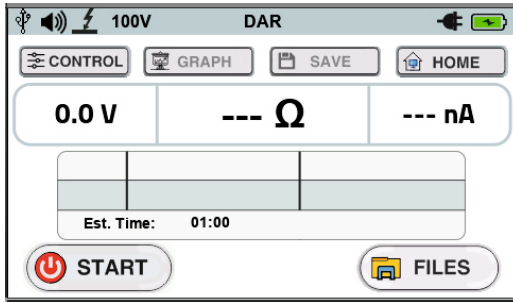 100V DAR
CONTROL GRAPH SAVE HOME
0.0 V --- Ω --- nA
Est. Time: 01:00
START FILES